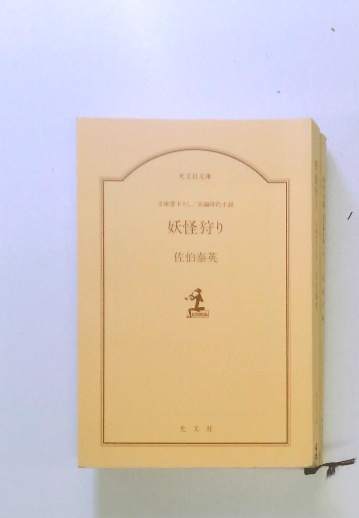 光文社文庫
文庫書下ろし/長編時代小説
妖怪狩り
佐伯泰英
光文社